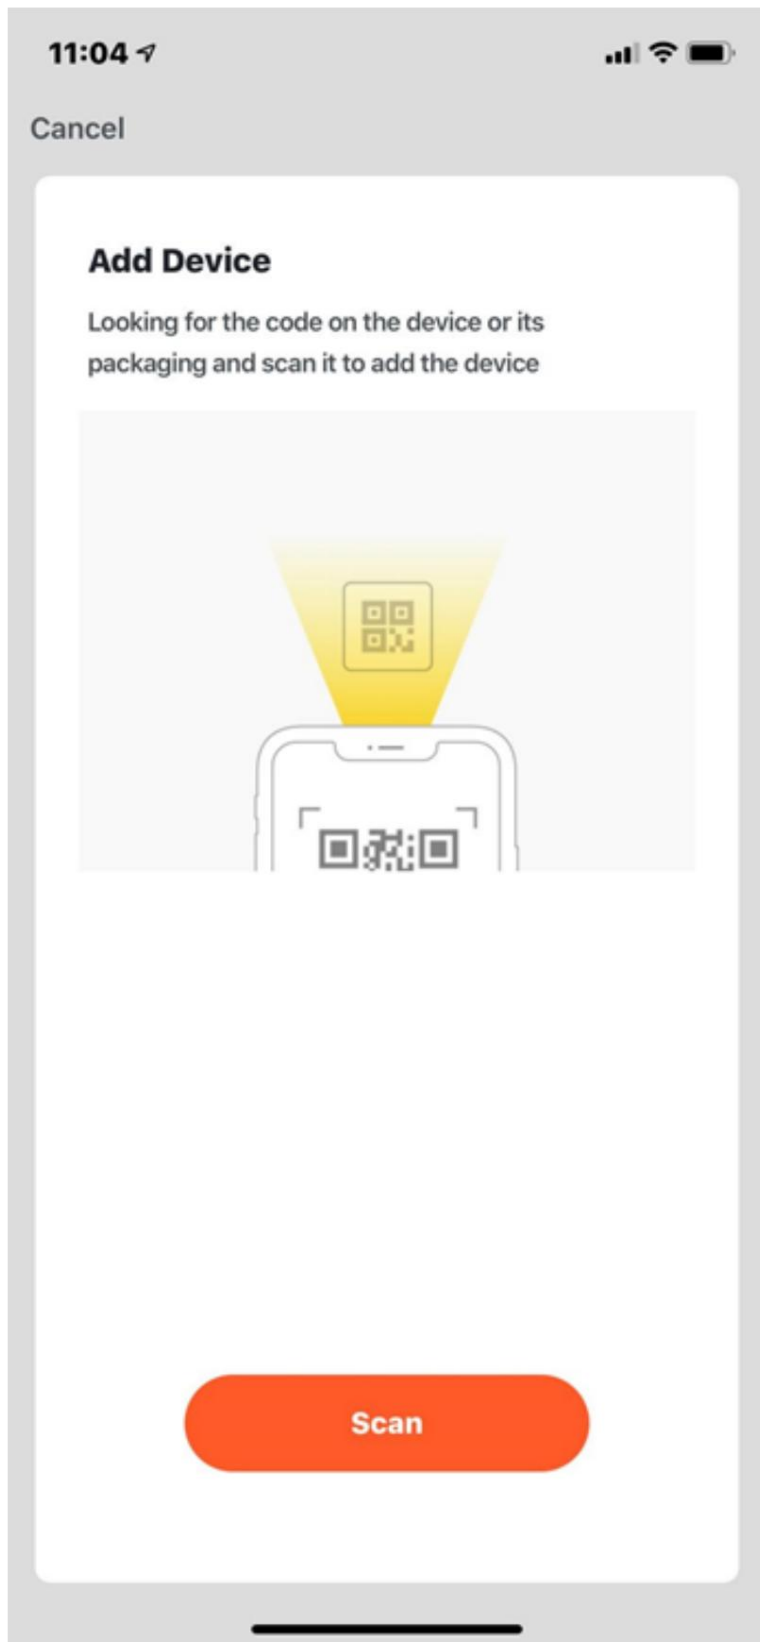 11:04
Cancel
Add Device
Looking for the code on the device or its
packaging and scan it to add the device
Scan